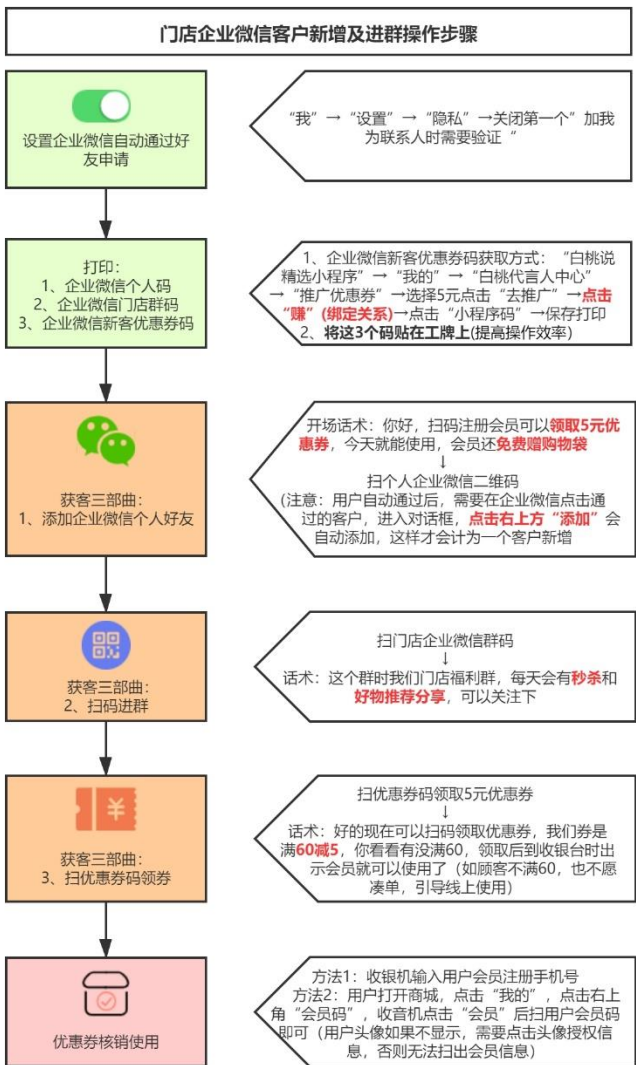 门店企业微信客户新增及进群操作步骤
设置企业微信自动通过好
友申请
“我”→“设置”→“隐私”→关闭第一个”加我
为联系人时需要验证“
打印：
1、企业微信个人码
2、企业微信门店群码
3、企业微信新客优惠券码
1、企业微信新客优惠券码获取方式：“白桃说
精选小程序”→“我的”→“白桃代言人中心”
→“推广优惠券”→选择5元点击“去推广”→点击
“赚”(绑定关系)→点击“小程序码”→保存打印
2、将这3个码贴在工牌上(提高操作效率）
获客三部曲：
1、添加企业微信个人好友
开场话术：你好，扫码注册会员可以领取5元优
惠券，今天就能使用，会员还免费赠购物袋
↓
扫个人企业微信二维码
(注意：用户自动通过后，需要在企业微信点击通
过的客户，进入对话框，点击右上方“添加”会
自动添加，这样才会计为一个客户新增
获客三部曲：
2、扫码进群
扫门店企业微信群码
↓
话术：这个群时我们门店福利群，每天会有秒杀和
好物推荐分享，可以关注下
¥
获客三部曲：
3、扫优惠券码领券
扫优惠券码领取5元优惠券
↓
话术：好的现在可以扫码领取优惠券，我们券是
满60减5，你看看有没满60，领取后到收银台时出
示会员就可以使用了（如顾客不满60，也不愿
凑单，引导线上使用）
优惠券核销使用
方法1：收银机输入用户会员注册手机号
方法2：用户打开商城，点击“我的”，点击右上
角“会员码”，收音机点击“会员”后扫用户会员码
即可（用户头像如果不显示，需要点击头像授权信
息，否则无法扫出会员信息）